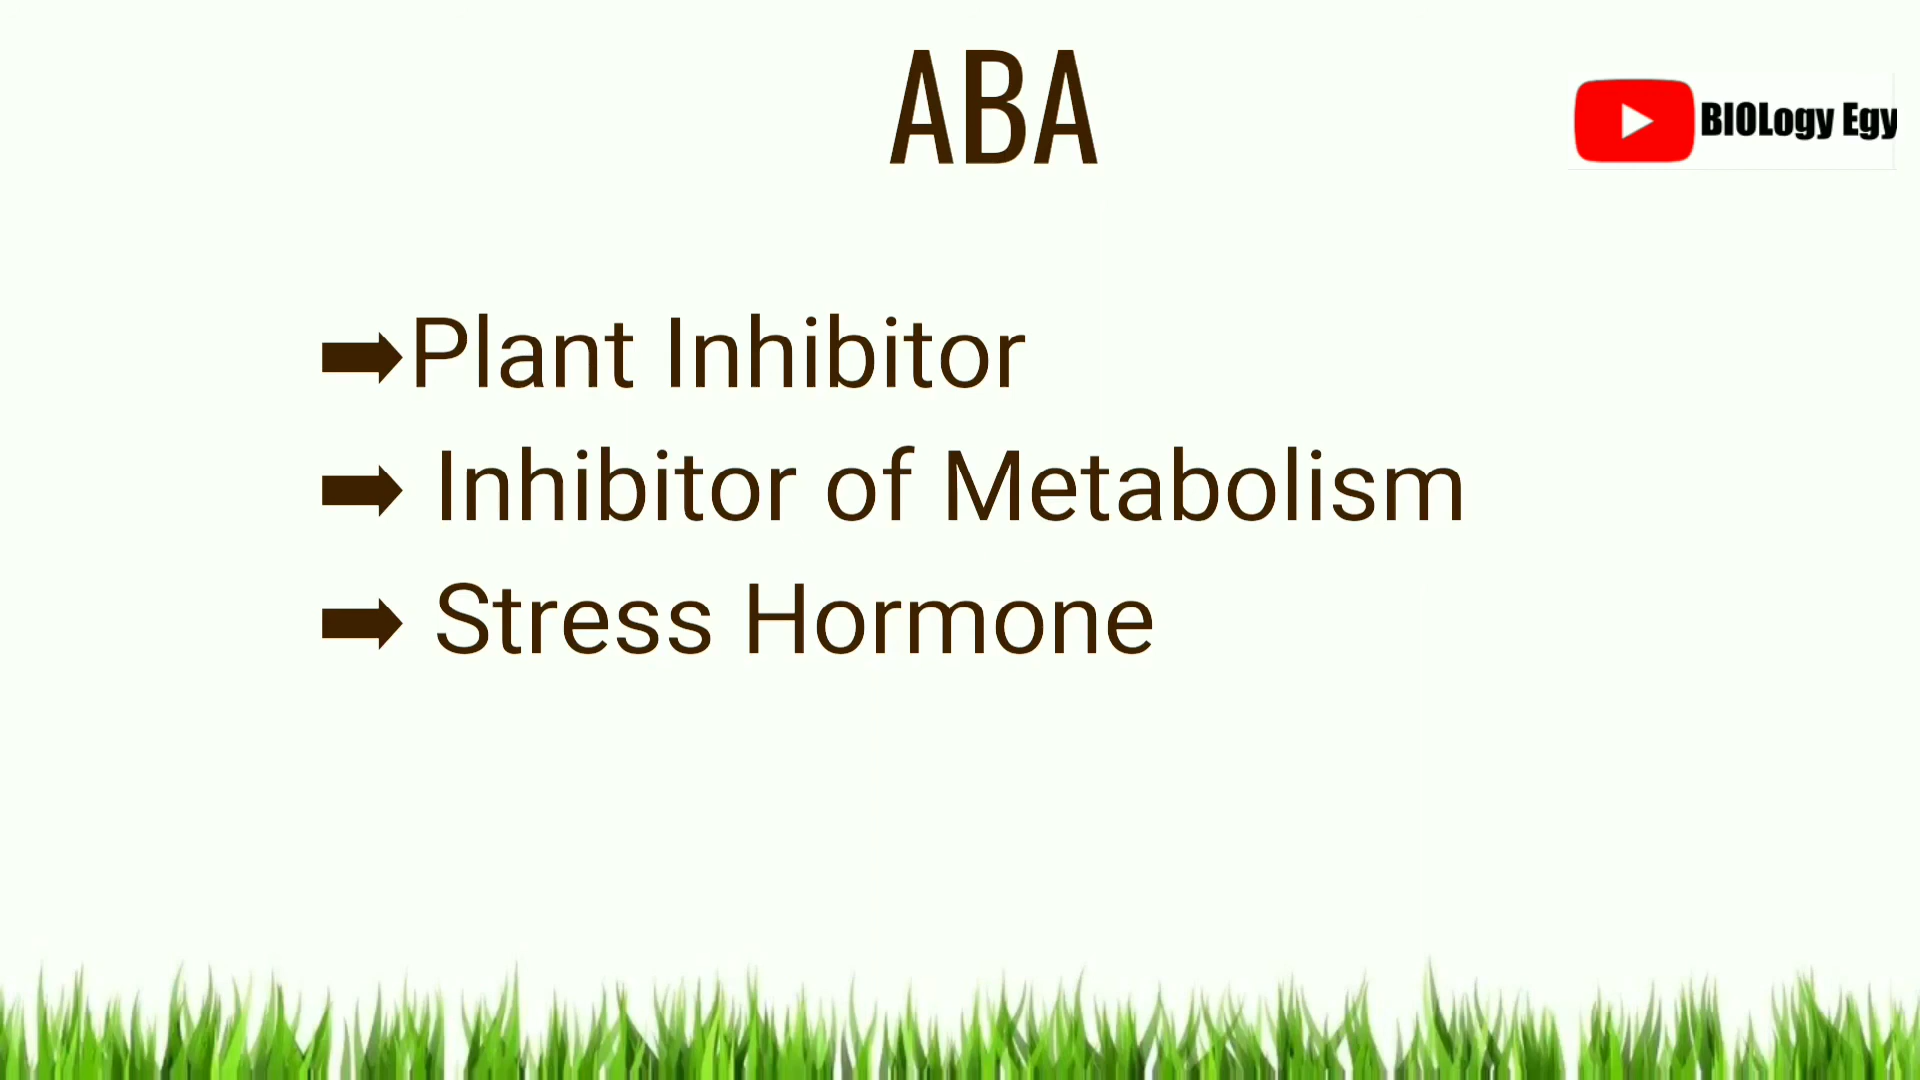 ABA
BIOLogy Egy
➡Plant Inhibitor
➡ Inhibitor of Metabolism
➡ Stress Hormone